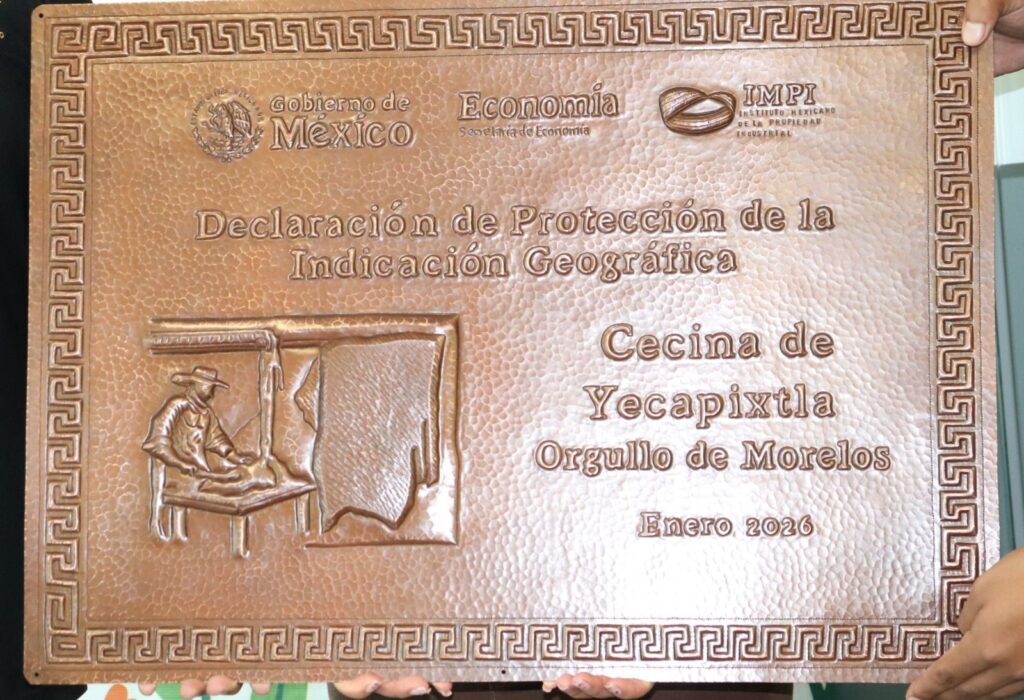 Gobierno de
México
Economía
Secretaría de Economía
IMPI
INSTITUTO MEXICANO
DE LA PROPIEDAD
INDUSTRIAL
Declaración de Protección de la
Indicación Geográfica
Cecina de
Yecapixtla
Orgullo de Morelos
Enero 2026